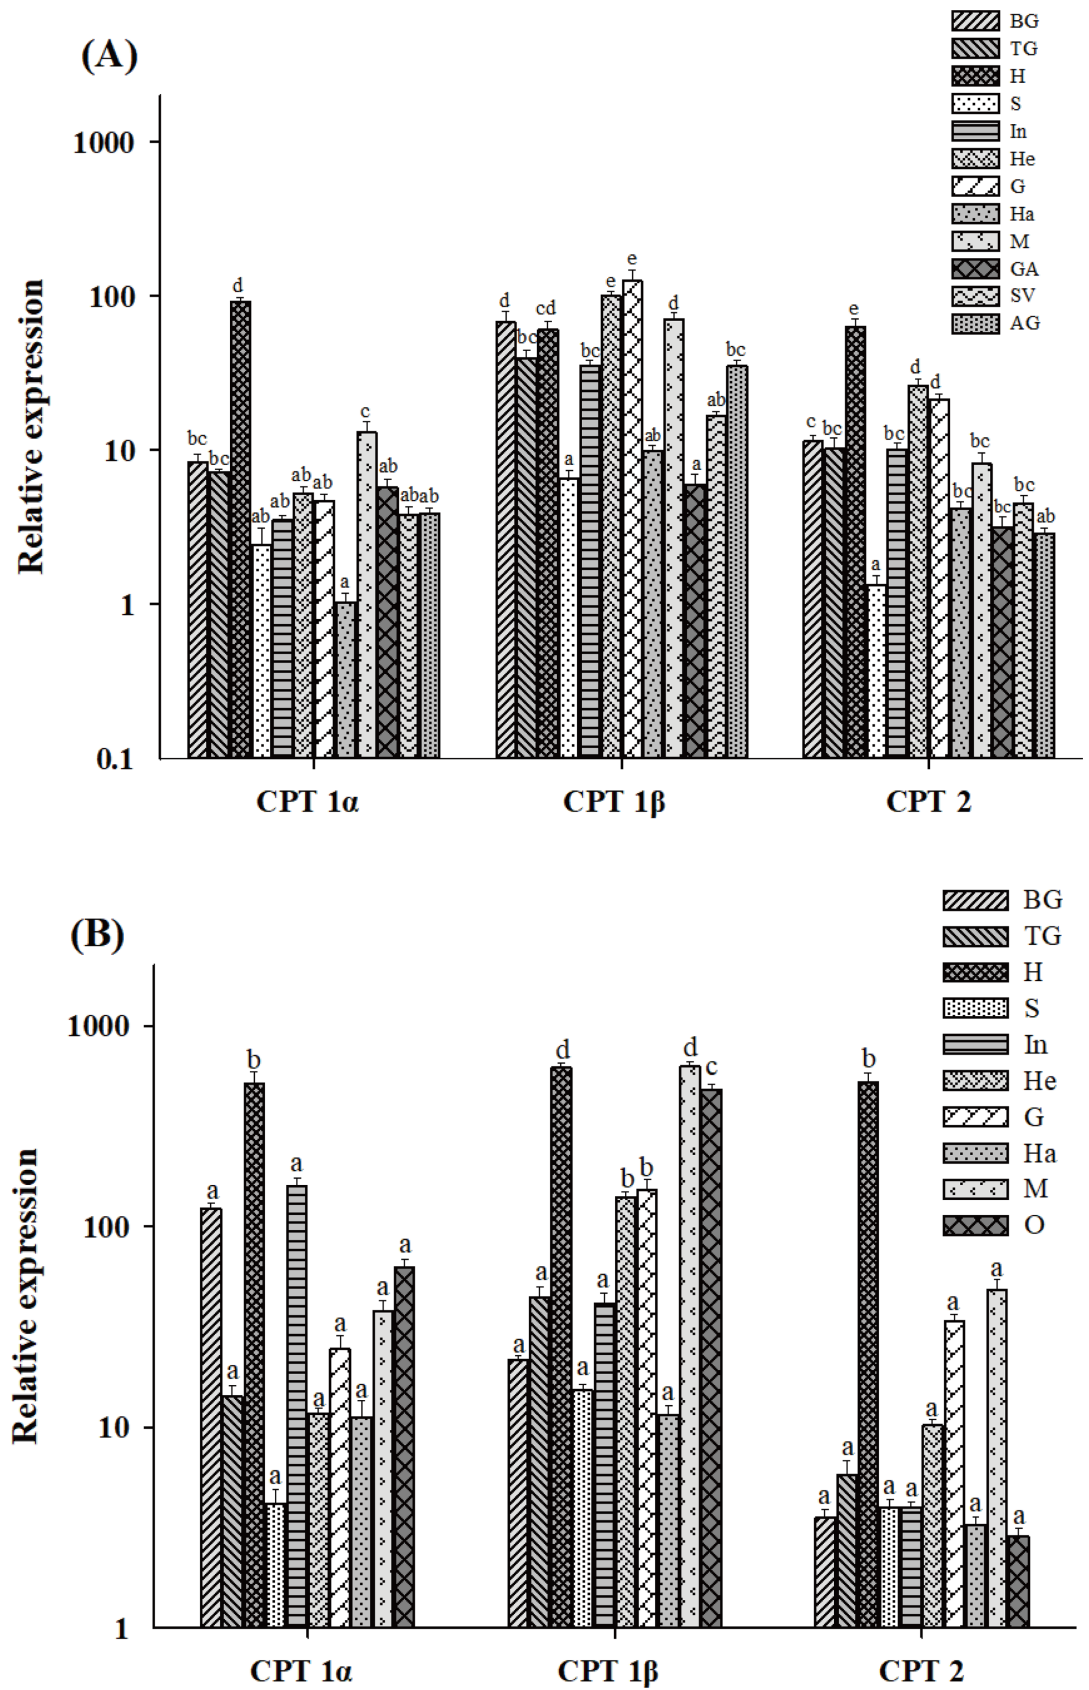 (A)
BG
TG
H
S
In
He
G
Ha
M
GA
SV
AG
Relative expression
1000
100
10
1
0.1
bc bc d ab ab ab ab a c ab ab ab
d bc cd a bc e e ab d a ab bc
c bc e a bc d d bc bc bc bc ab
CPT 1α CPT 1β CPT 2
(B)
BG
TG
H
S
In
He
G
Ha
M
O
Relative expression
1000
100
10
1
a a b a a a a a a a
a a d a a b b a d c
a a b a a a a a a a
CPT 1α CPT 1β CPT 2